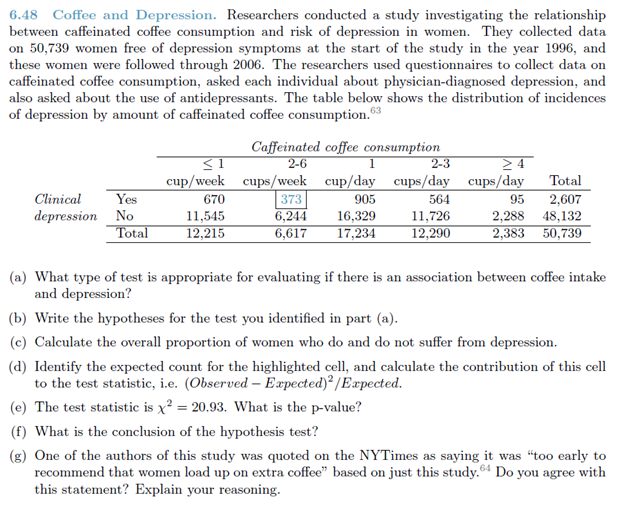 6.48 Coffee and Depression. Researchers conducted a study investigating the relationship
between caffeinated coffee consumption and risk of depression in women. They collected data
on 50,739 women free of depression symptoms at the start of the study in the year 1996, and
these women were followed through 2006. The researchers used questionnaires to collect data on
caffeinated coffee consumption, asked each individual about physician-diagnosed depression, and
also asked about the use of antidepressants. The table below shows the distribution of incidences
of depression by amount of caffeinated coffee consumption.63
Caffeinated coffee consumption
≤ 1 2-6 1 2-3 ≥ 4
cup/week cups/week cup/day cups/day cups/day Total
Clinical Yes 670 373 905 564 95 2,607
depression No 11,545 6,244 16,329 11,726 2,288 48,132
Total 12,215 6,617 17,234 12,290 2,383 50,739
(a) What type of test is appropriate for evaluating if there is an association between coffee intake
and depression?
(b) Write the hypotheses for the test you identified in part (a).
(c) Calculate the overall proportion of women who do and do not suffer from depression.
(d) Identify the expected count for the highlighted cell, and calculate the contribution of this cell
to the test statistic, i.e. (Observed − Expected)²/Expected.
(e) The test statistic is χ² = 20.93. What is the p-value?
(f) What is the conclusion of the hypothesis test?
(g) One of the authors of this study was quoted on the NYTimes as saying it was “too early to
recommend that women load up on extra coffee” based on just this study.64 Do you agree with
this statement? Explain your reasoning.